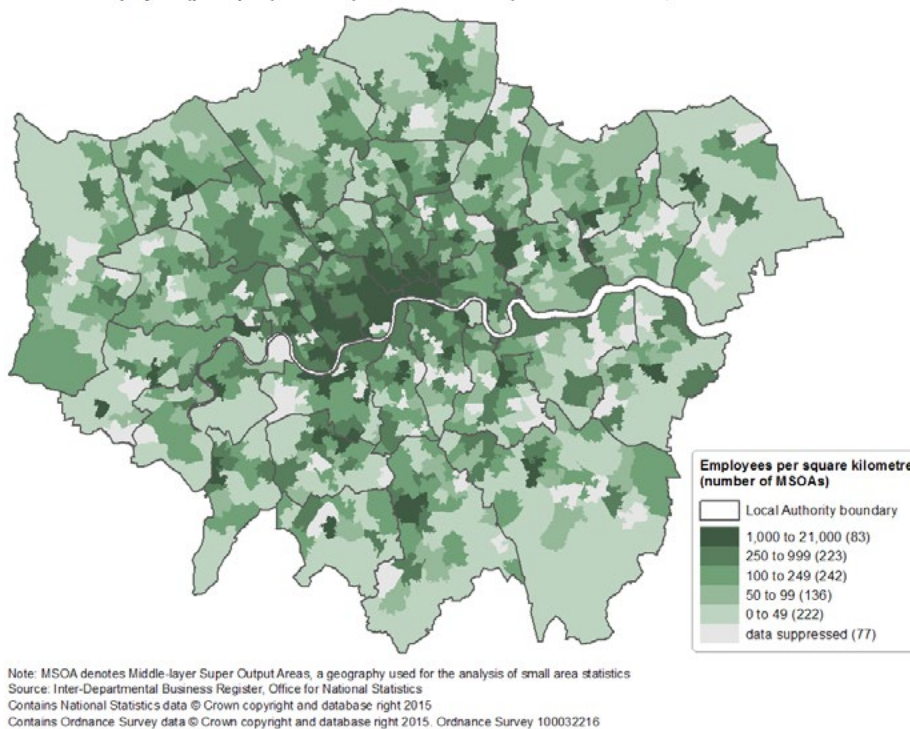 Employees per square kilometre
(number of MSOAs)
Local Authority boundary
1,000 to 21,000 (83)
250 to 999 (223)
100 to 249 (242)
50 to 99 (136)
0 to 49 (222)
data suppressed (77)
Note: MSOA denotes Middle-layer Super Output Areas, a geography used for the analysis of small area statistics
Source: Inter-Departmental Business Register, Office for National Statistics
Contains National Statistics data © Crown copyright and database right 2015
Contains Ordnance Survey data © Crown copyright and database right 2015. Ordnance Survey 100032216